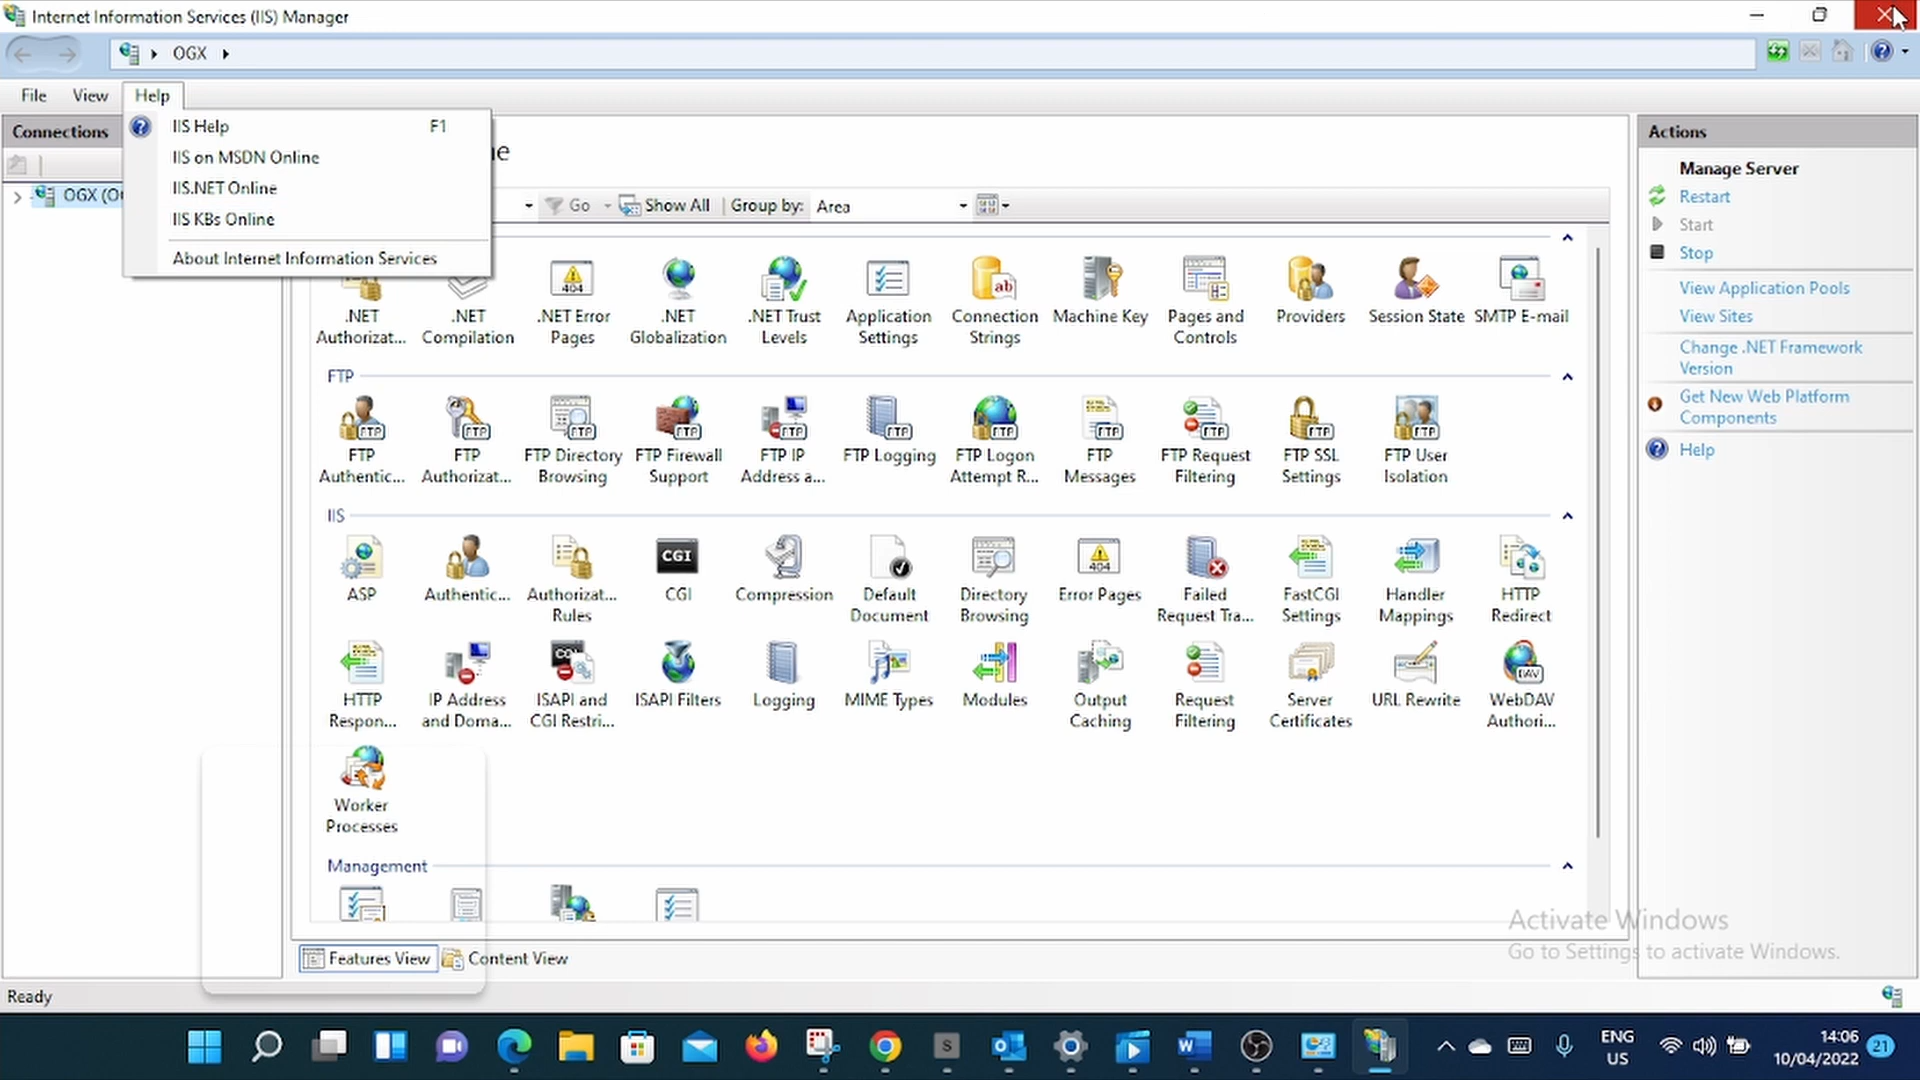 Internet Information Services (IIS) Manager
OGX
File View Help
IIS Help F1
IIS on MSDN Online
IIS.NET Online
IIS KBs Online
About Internet Information Services
Connections
OGX
Go Show All Group by: Area
.NET Authorizat...
.NET Compilation
.NET Error Pages
.NET Globalization
.NET Trust Levels
Application Settings
Connection Strings
Machine Key
Pages and Controls
Providers
Session State
SMTP E-mail
FTP
FTP Authentic...
FTP Authorizat...
FTP Directory Browsing
FTP Firewall Support
FTP IP Address a...
FTP Logging
FTP Logon Attempt R...
FTP Messages
FTP Request Filtering
FTP SSL Settings
FTP User Isolation
IIS
ASP
Authentic...
Authorizat... Rules
CGI
CGI
Compression
Default Document
Directory Browsing
Error Pages
Failed Request Tra...
FastCGI Settings
Handler Mappings
HTTP Redirect
HTTP Respon...
IP Address and Doma...
ISAPI and CGI Restri...
ISAPI Filters
Logging
MIME Types
Modules
Output Caching
Request Filtering
Server Certificates
URL Rewrite
WebDAV Authori...
Worker Processes
Management
Features View Content View
Ready
Actions
Manage Server
Restart
Start
Stop
View Application Pools
View Sites
Change .NET Framework
Version
Get New Web Platform
Components
Help
Activate Windows
Go to Settings to activate Windows.
ENG
US
14:06
10/04/2022
21